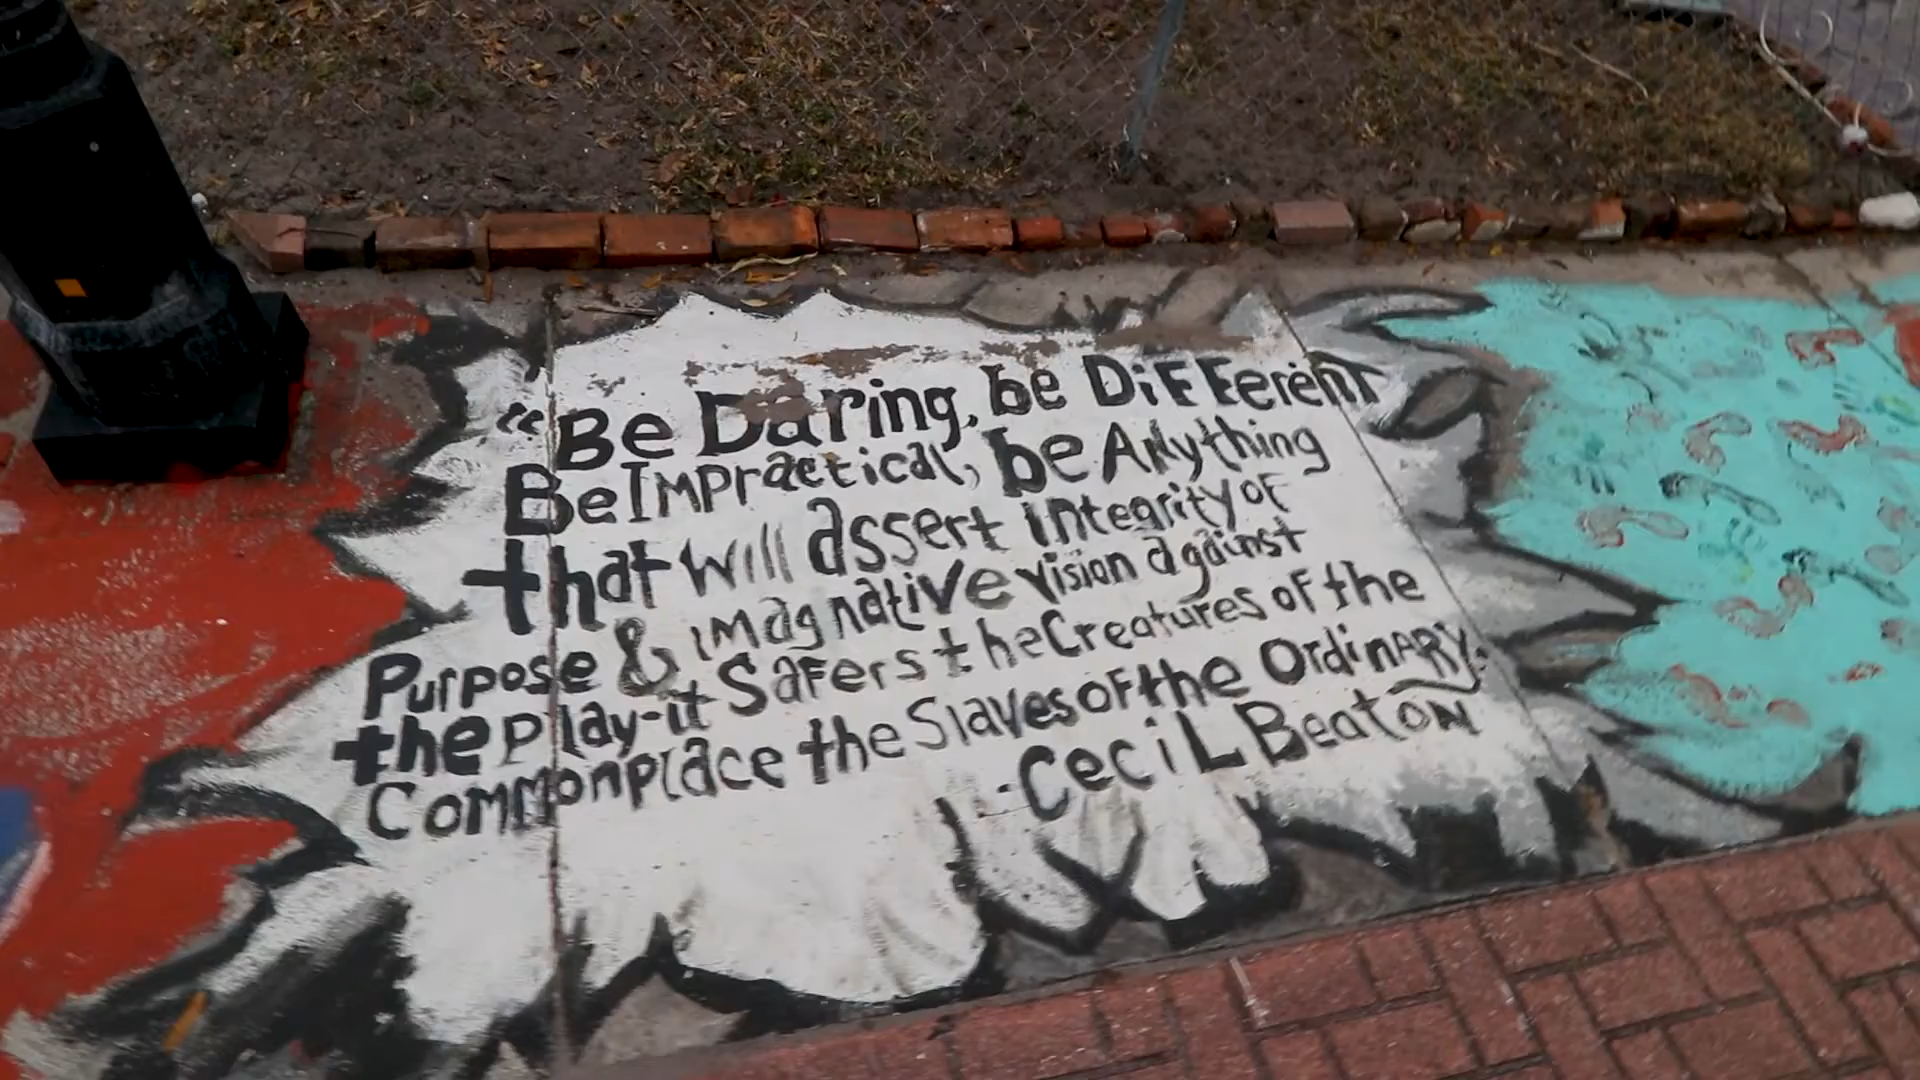 “Be Daring, be DiFFerenT
Be Impractical, be ANything
that will assert integrity of
Purpose & imaginative vision against
the play-it Safers the Creatures of the
Commonplace the Slaves of the OrdinARY.
-CeciL BeatoN